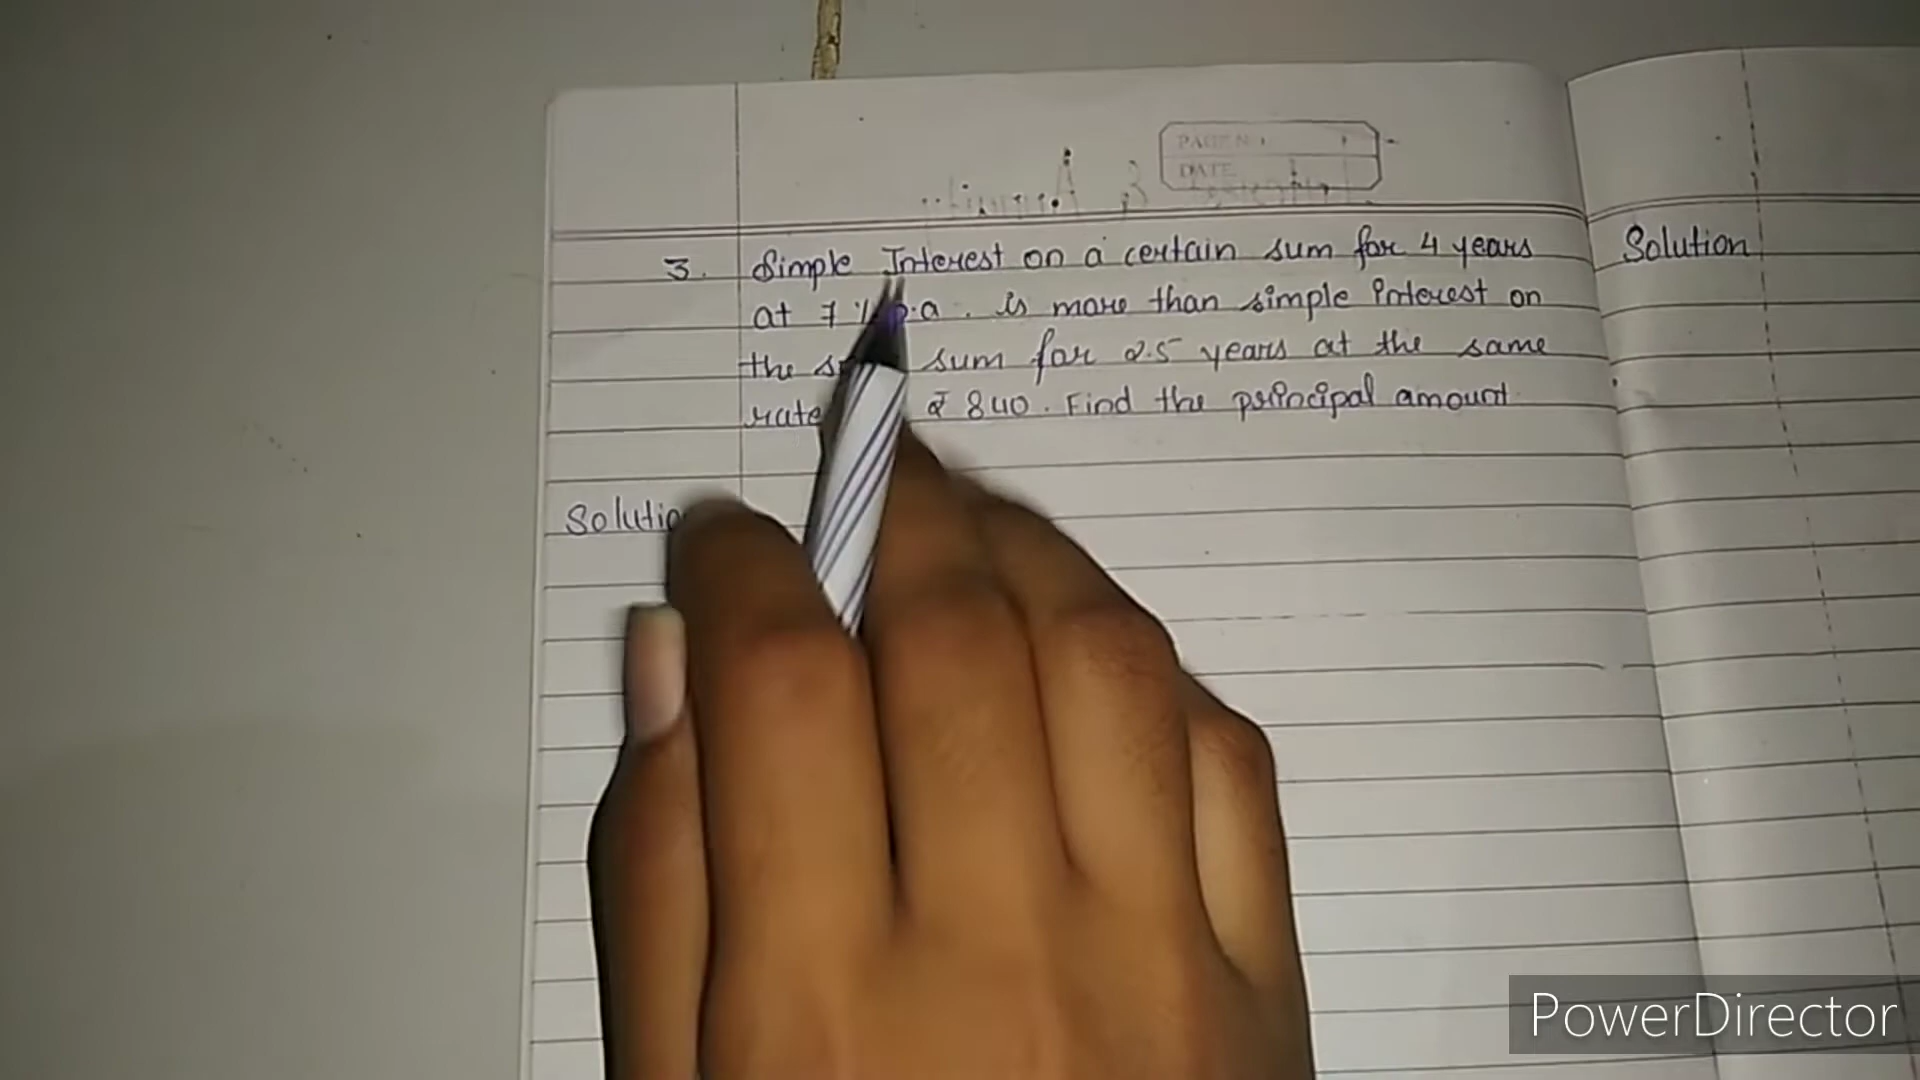 PAGE No
DATE
3. Simple Interest on a certain sum for 4 years
at 7 % p.a. is more than simple interest on
the sum for 2.5 years at the same
rate ₹ 840. Find the principal amount
Solution
Solution
PowerDirector